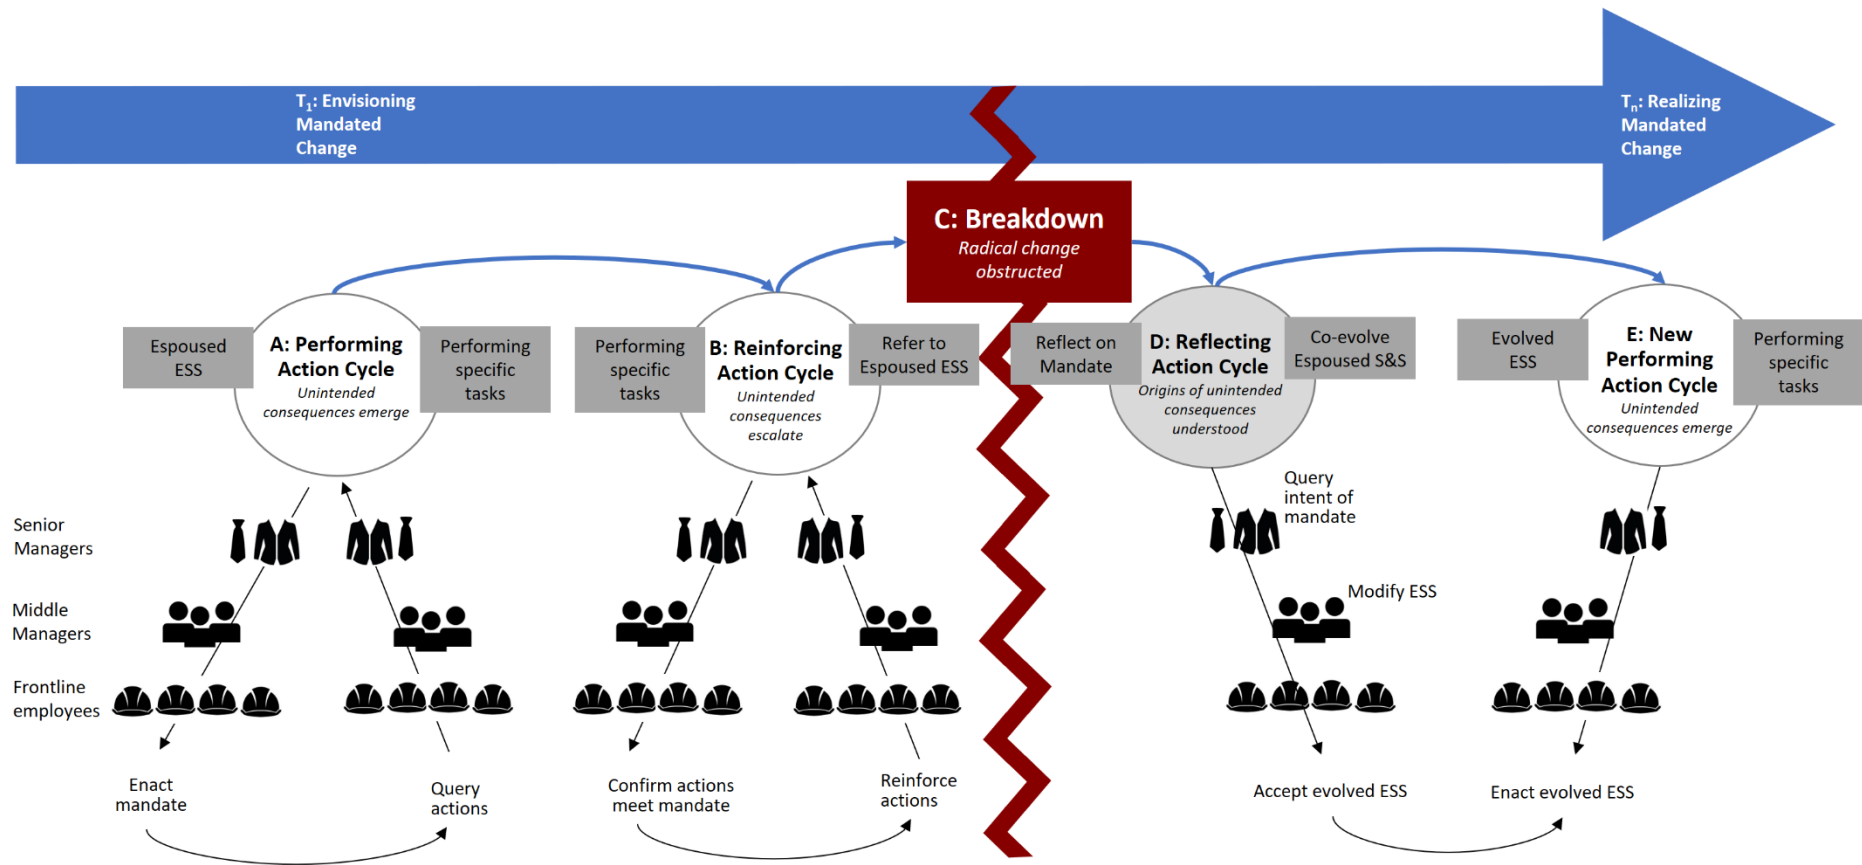 T1: Envisioning
Mandated
Change
Tn: Realizing
Mandated
Change
C: Breakdown
Radical change
obstructed
Espoused
ESS
A: Performing
Action Cycle
Unintended
consequences emerge
Performing
specific
tasks
Performing
specific
tasks
B: Reinforcing
Action Cycle
Unintended
consequences
escalate
Refer to
Espoused ESS
Reflect on
Mandate
D: Reflecting
Action Cycle
Origins of unintended
consequences
understood
Co-evolve
Espoused S&S
Evolved
ESS
E: New
Performing
Action Cycle
Unintended
consequences emerge
Performing
specific
tasks
Senior
Managers
Query
intent of
mandate
Middle
Managers
Modify ESS
Frontline
employees
Enact
mandate
Query
actions
Confirm actions
meet mandate
Reinforce
actions
Accept evolved ESS
Enact evolved ESS